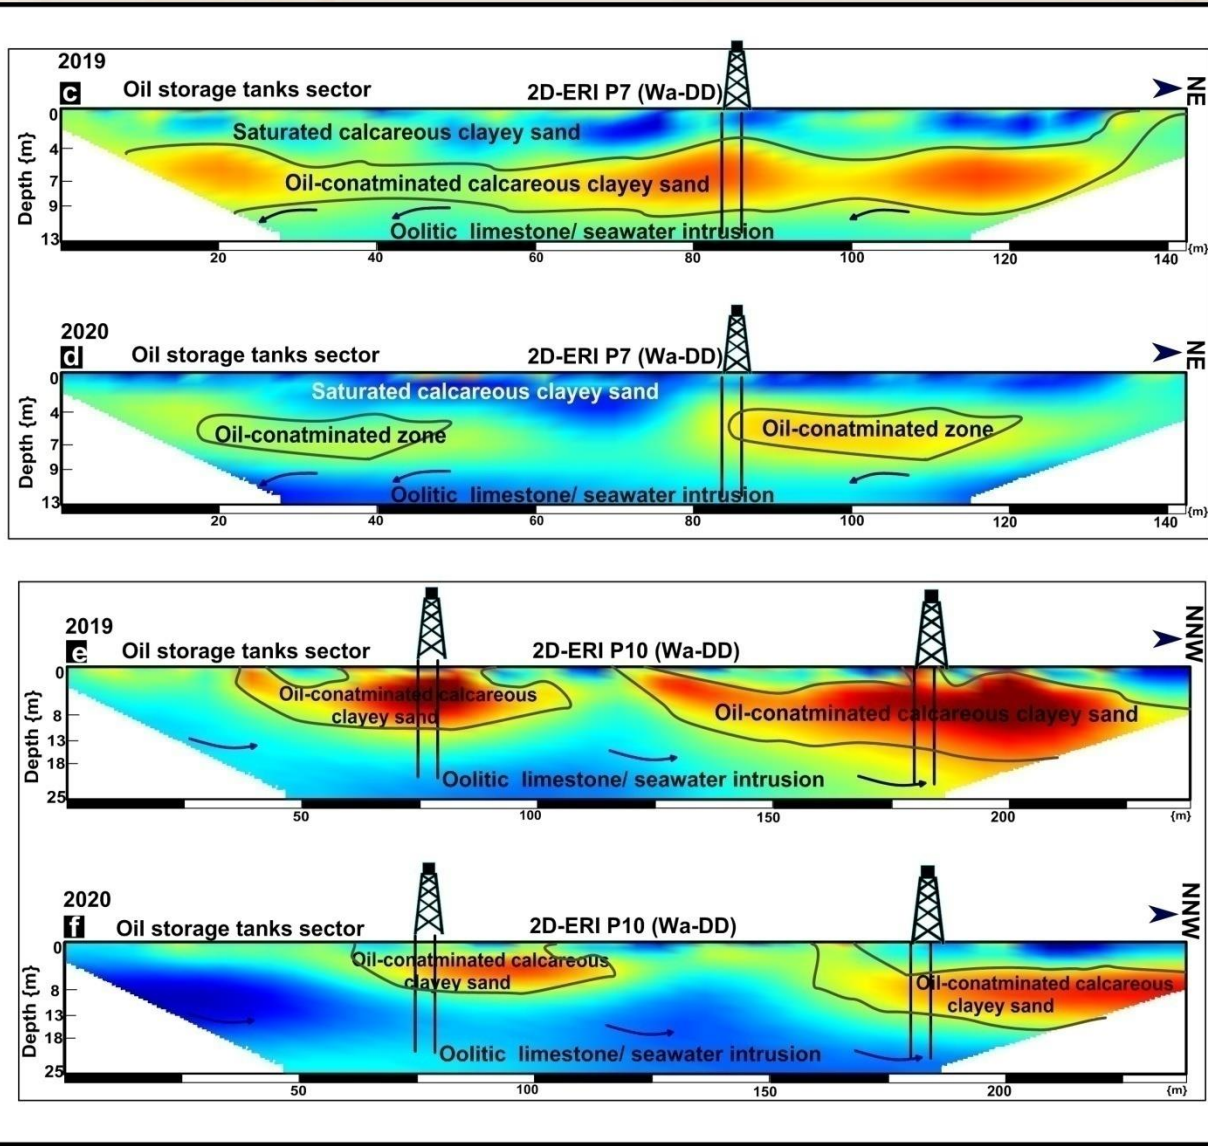 2019
c Oil storage tanks sector 2D-ERI P7 (Wa-DD) NE
0
Saturated calcareous clayey sand
4
Oil-conatminated calcareous clayey sand
7
9
Oolitic limestone/ seawater intrusion
13
Depth {m}
20 40 60 80 100 120 140 {m}
2020
d Oil storage tanks sector 2D-ERI P7 (Wa-DD) NE
0
Saturated calcareous clayey sand
4
Oil-conatminated zone Oil-conatminated zone
7
9
Oolitic limestone/ seawater intrusion
13
Depth {m}
20 40 60 80 100 120 140 {m}
2019
e Oil storage tanks sector 2D-ERI P10 (Wa-DD) NNW
0
Oil-conatminated calcareous
clayey sand
Oil-conatminated calcareous clayey sand
8
13
18
Oolitic limestone/ seawater intrusion
25
Depth {m}
50 100 150 200 {m}
2020
f Oil storage tanks sector 2D-ERI P10 (Wa-DD) NNW
0
Oil-conatminated calcareous
clayey sand
Oil-conatminated calcareous
clayey sand
8
13
18
Oolitic limestone/ seawater intrusion
25
Depth {m}
50 100 150 200 {m}